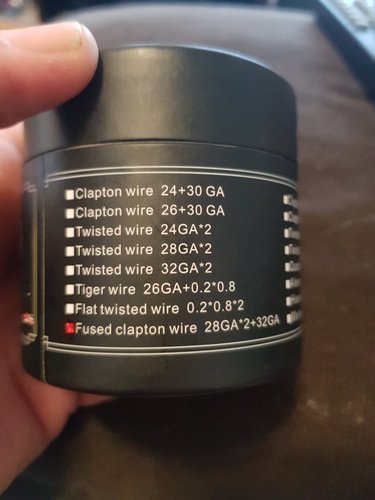 Clapton wire 24+30 GA
Clapton wire 26+30 GA
Twisted wire 24GA*2
Twisted wire 28GA*2
Twisted wire 32GA*2
Tiger wire 26GA+0.2*0.8
Flat twisted wire 0.2*0.8*2
Fused clapton wire 28GA*2+32GA